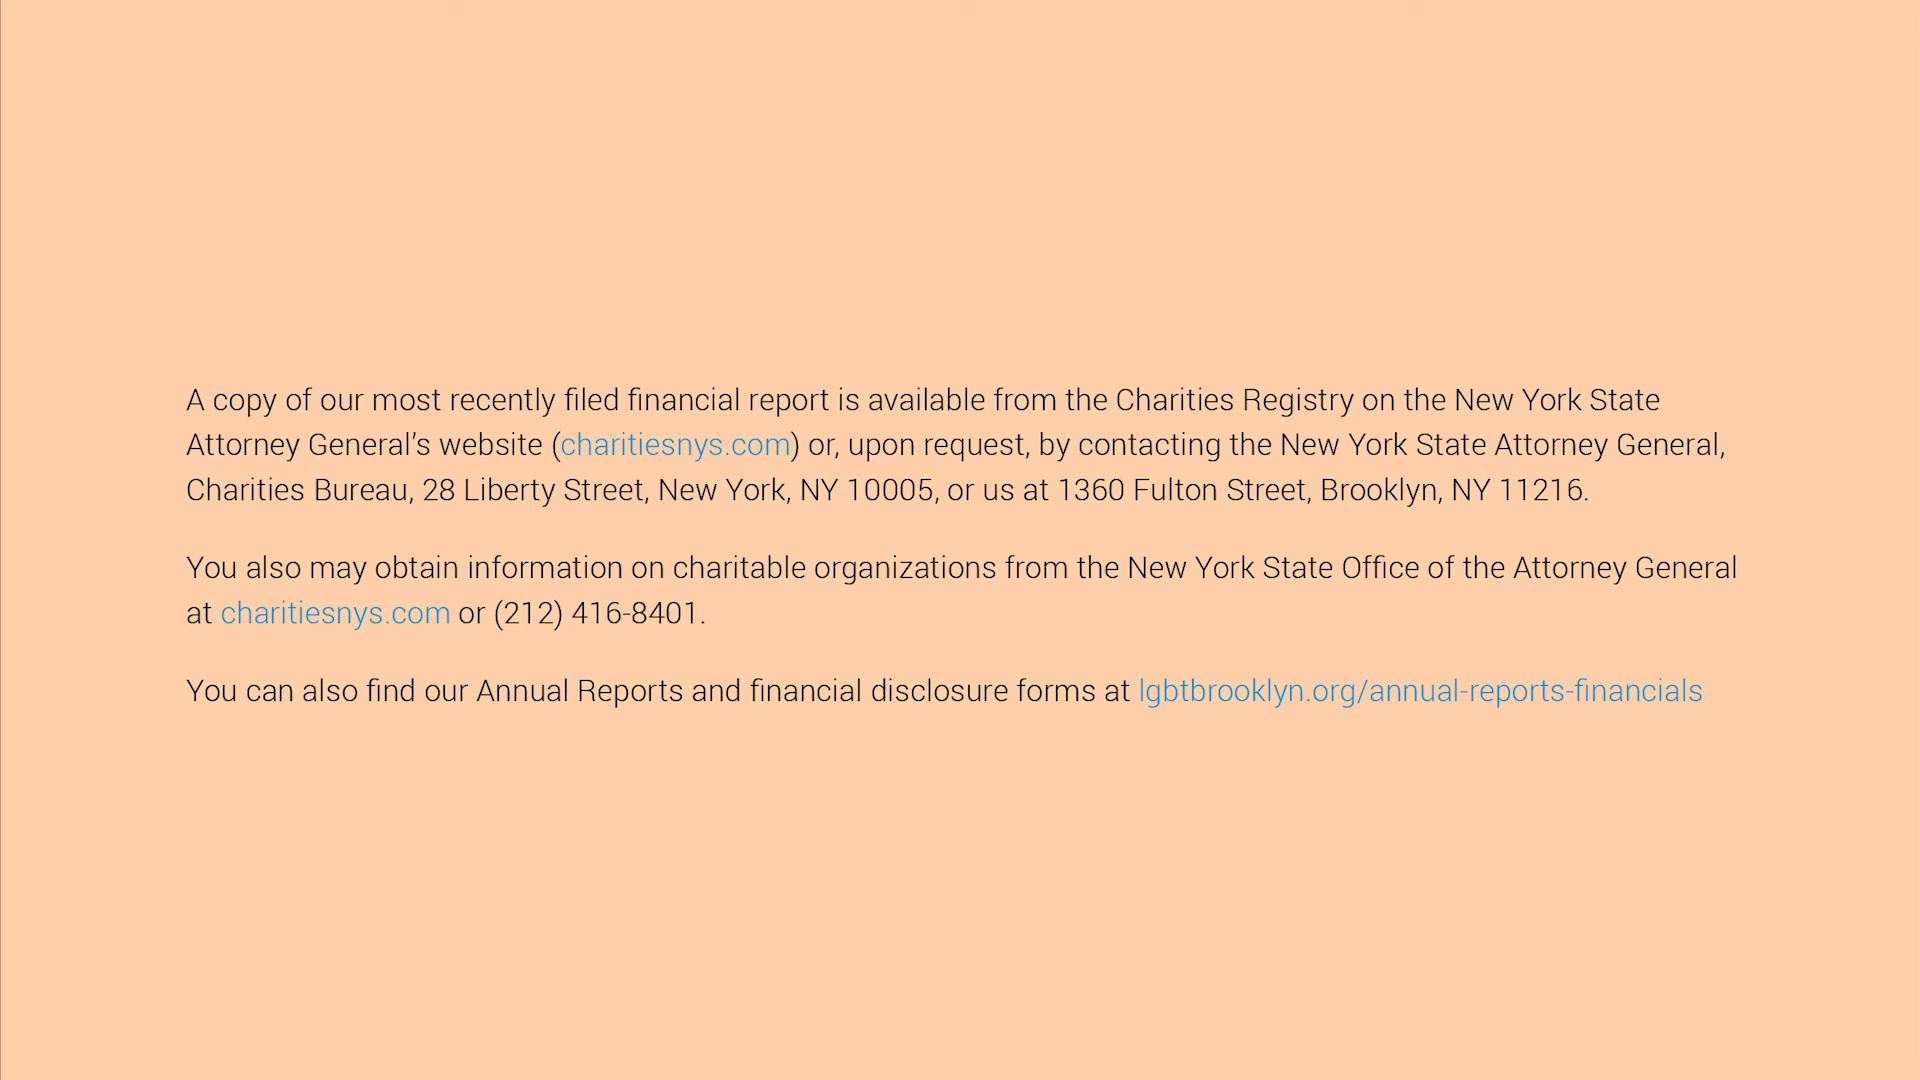 A copy of our most recently filed financial report is available from the Charities Registry on the New York State
Attorney General’s website (charitiesnys.com) or, upon request, by contacting the New York State Attorney General,
Charities Bureau, 28 Liberty Street, New York, NY 10005, or us at 1360 Fulton Street, Brooklyn, NY 11216.
You also may obtain information on charitable organizations from the New York State Office of the Attorney General
at charitiesnys.com or (212) 416-8401.
You can also find our Annual Reports and financial disclosure forms at lgbtbrooklyn.org/annual-reports-financials